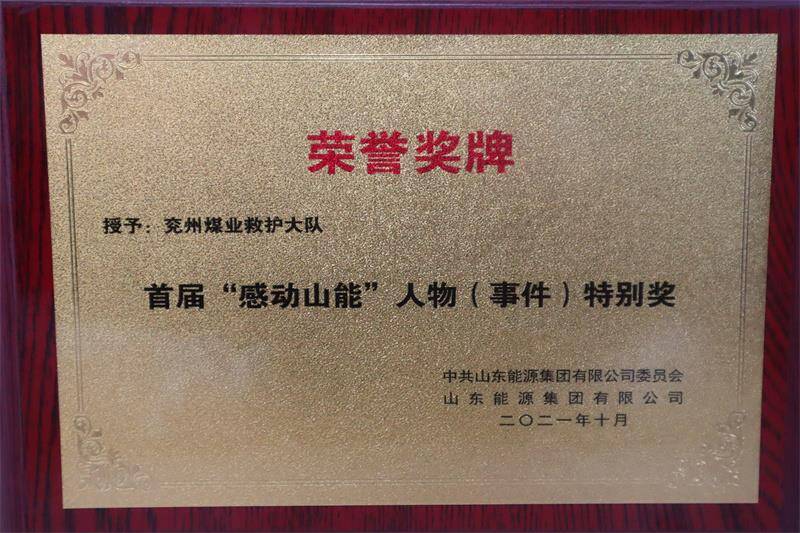 荣誉奖牌
授予：兖州煤业救护大队
首届“感动山能”人物（事件）特别奖
中共山东能源集团有限公司委员会
山东能源集团有限公司
二〇二一年十月